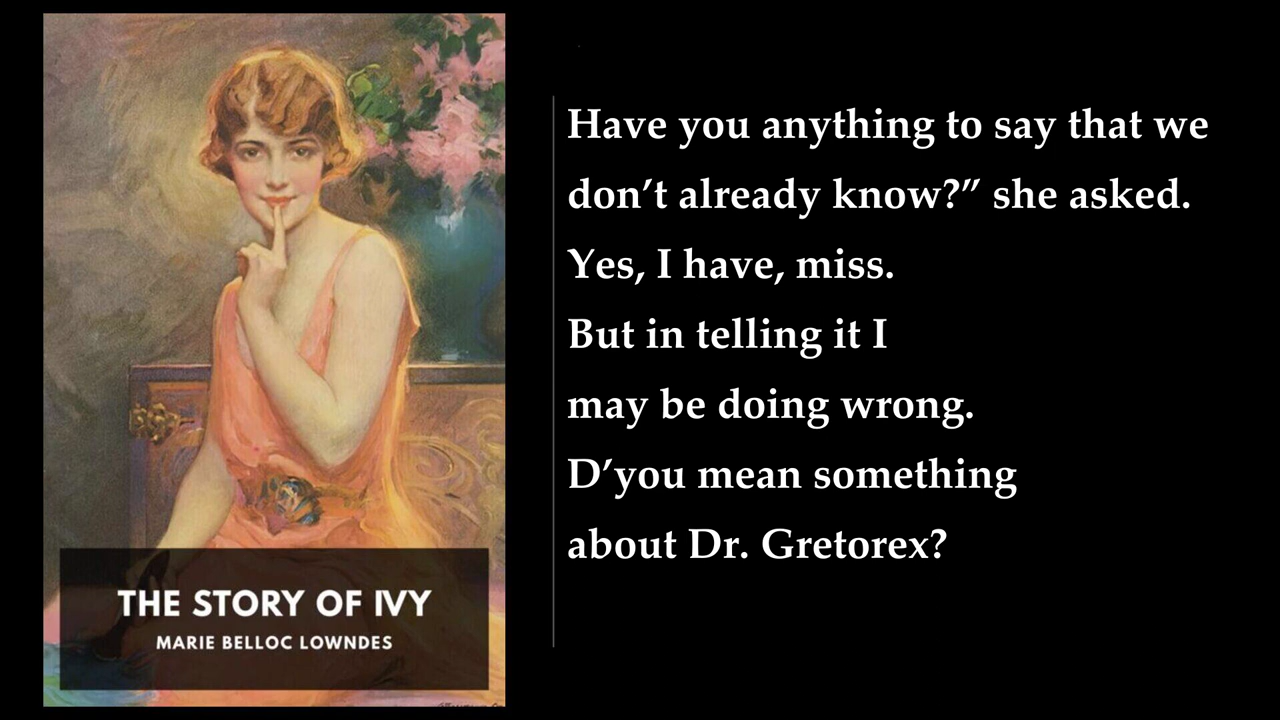 THE STORY OF IVY
MARIE BELLOC LOWNDES
Have you anything to say that we
don’t already know?” she asked.
Yes, I have, miss.
But in telling it I
may be doing wrong.
D’you mean something
about Dr. Gretorex?